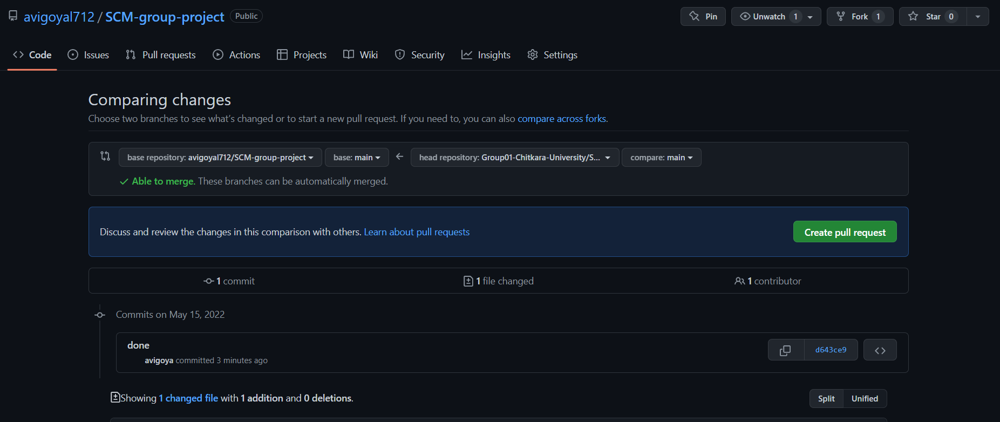 avigoyal712 / SCM-group-project Public Pin Unwatch 1 Fork 1 Star 0
Code Issues Pull requests Actions Projects Wiki Security Insights Settings
Comparing changes
Choose two branches to see what's changed or to start a new pull request. If you need to, you can also compare across forks.
base repository: avigoyal712/SCM-group-project base: main head repository: Group01-Chitkara-University/S... compare: main
Able to merge. These branches can be automatically merged.
Discuss and review the changes in this comparison with others. Learn about pull requests Create pull request
1 commit 1 file changed 1 contributor
Commits on May 15, 2022
done
avigoya committed 3 minutes ago d643ce9
Showing 1 changed file with 1 addition and 0 deletions. Split Unified